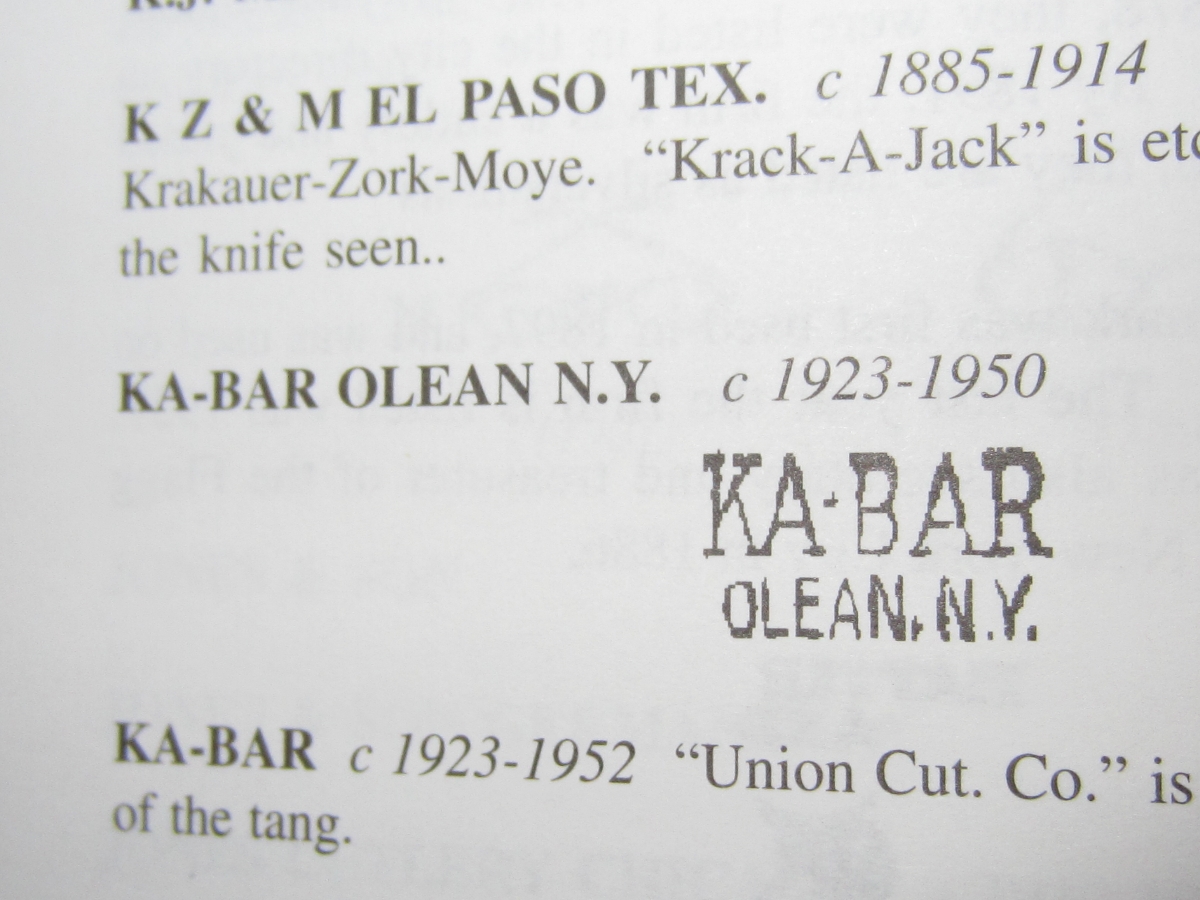 K Z & M EL PASO TEX. c 1885-1914
Krakauer-Zork-Moye. “Krack-A-Jack” is
the knife seen..
KA-BAR OLEAN N.Y. c 1923-1950
KA-BAR
OLEAN, N.Y.
KA-BAR c 1923-1952 “Union Cut. Co.” is
of the tang.